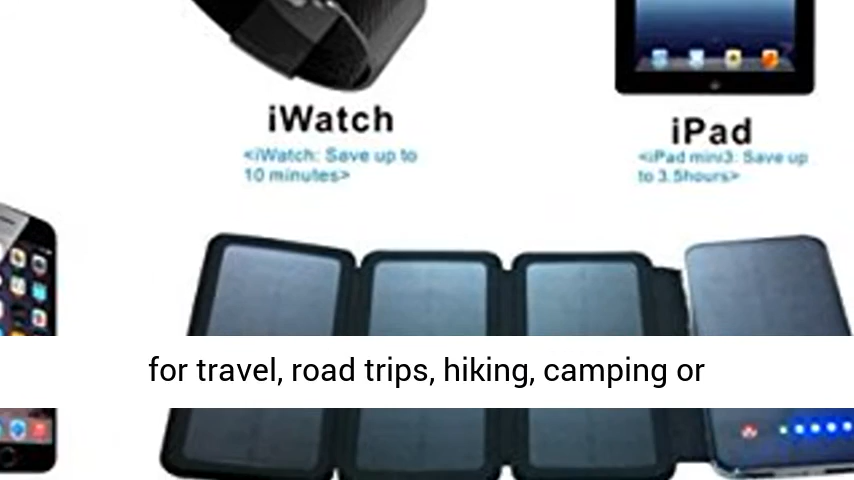 iWatch
<iWatch: Save up to
10 minutes>
iPad
<iPad mini3: Save up
to 3.5hours>
for travel, road trips, hiking, camping or